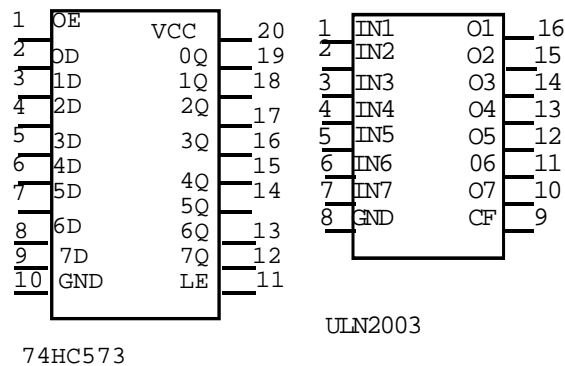 1 OE VCC 20
2 OD 0Q 19
3 1D 1Q 18
4 2D 2Q 17
5 3D 3Q 16
6 4D 4Q 15
7 5D 5Q 14
8 6D 6Q 13
9 7D 7Q 12
10 GND LE 11
74HC573
1 IN1 O1 16
2 IN2 O2 15
3 IN3 O3 14
4 IN4 O4 13
5 IN5 O5 12
6 IN6 06 11
7 IN7 O7 10
8 GND CF 9
ULN2003